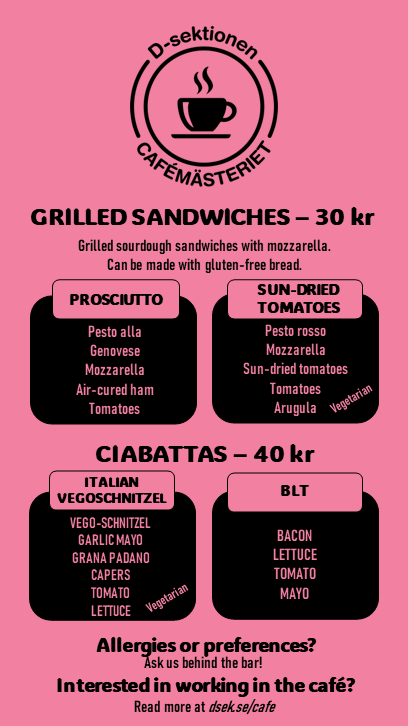 D-sektionen
CAFÉMÄSTERIET
GRILLED SANDWICHES – 30 kr
Grilled sourdough sandwiches with mozzarella.
Can be made with gluten-free bread.
PROSCIUTTO
Pesto alla
Genovese
Mozzarella
Air-cured ham
Tomatoes
SUN-DRIED
TOMATOES
Pesto rosso
Mozzarella
Sun-dried tomatoes
Tomatoes
Arugula
Vegetarian
CIABATTAS – 40 kr
ITALIAN
VEGOSCHNITZEL
VEGO-SCHNITZEL
GARLIC MAYO
GRANA PADANO
CAPERS
TOMATO
LETTUCE
Vegetarian
BLT
BACON
LETTUCE
TOMATO
MAYO
Allergies or preferences?
Ask us behind the bar!
Interested in working in the café?
Read more at dsek.se/cafe